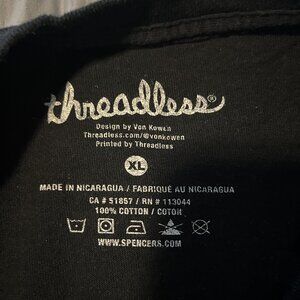 threadless®
Design by Von Kowen
Threadless.com/@vonkowen
Printed by Threadless
XL
MADE IN NICARAGUA / FABRIQUÉ AU NICARAGUA
CA # 51857 / RN # 113044
100% COTTON / COTON
WWW.SPENCERS.COM